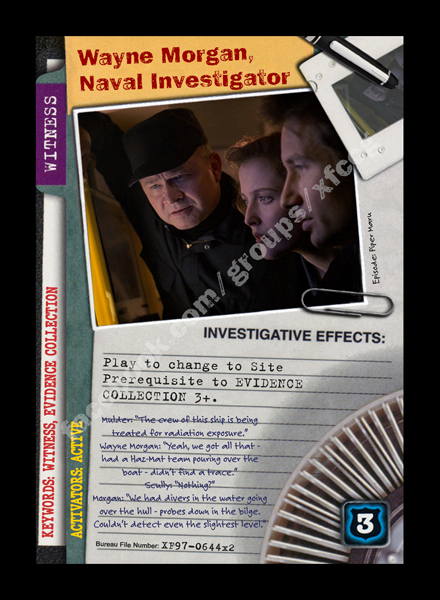 Wayne Morgan,
Naval Investigator
WITNESS
Episode: Piper Maru
facebook.com/groups/xfccg
INVESTIGATIVE EFFECTS:
Play to change to Site
Prerequisite to EVIDENCE
COLLECTION 3+.
Mulder: "The crew of this ship is being
treated for radiation exposure."
Wayne Morgan: "Yeah, we got all that -
had a Haz-Mat team pouring over the
boat - didn't find a trace."
Scully: "Nothing?"
Morgan: "We had divers in the water going
over the hull - probes down in the bilge.
Couldn't detect even the slightest level."
Bureau File Number: XF97-0644x2
3
KEYWORDS: WITNESS, EVIDENCE COLLECTION
ACTIVATORS: ACTIVE